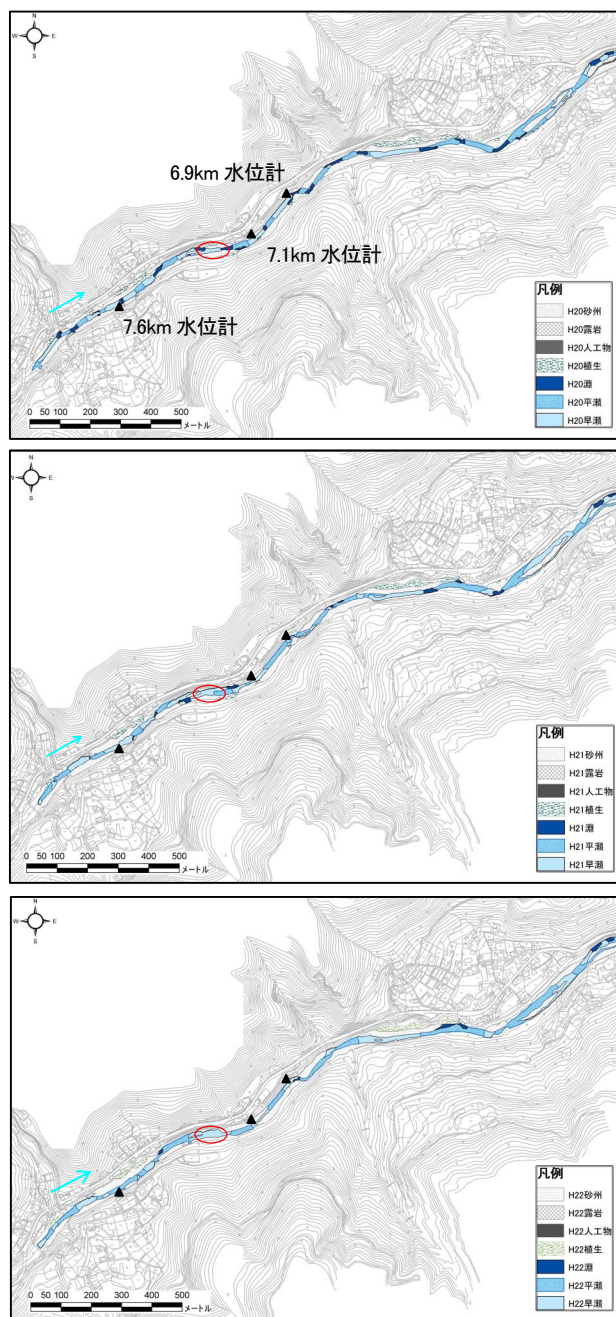 N
W E
S
6.9km 水位計
7.1km 水位計
7.6km 水位計
凡例
H20砂州
H20露岩
H20人工物
H20植生
H20淵
H20平瀬
H20早瀬
0 50 100 200 300 400 500
メートル
N
W E
S
凡例
H21砂州
H21露岩
H21人工物
H21植生
H21淵
H21平瀬
H21早瀬
0 50 100 200 300 400 500
メートル
N
W E
S
凡例
H22砂州
H22露岩
H22人工物
H22植生
H22淵
H22平瀬
H22早瀬
0 50 100 200 300 400 500
メートル